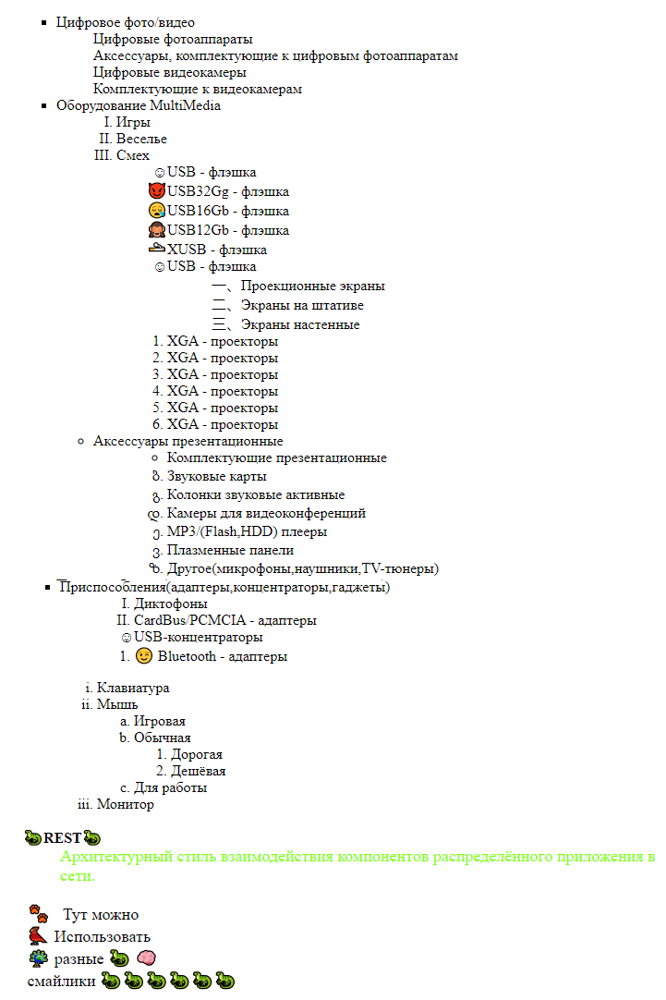 ▪ Цифровое фото/видео
Цифровые фотоаппараты
Аксессуары, комплектующие к цифровым фотоаппаратам
Цифровые видеокамеры
Комплектующие к видеокамерам
▪ Оборудование MultiMedia
I. Игры
II. Веселье
III. Смех
☺USB - флэшка
😈USB32Gg - флэшка
😪USB16Gb - флэшка
🙈USB12Gb - флэшка
XUSB - флэшка
☺USB - флэшка
一、Проекционные экраны
二、Экраны на штативе
三、Экраны настенные
1. XGA - проекторы
2. XGA - проекторы
3. XGA - проекторы
4. XGA - проекторы
5. XGA - проекторы
6. XGA - проекторы
◦ Аксессуары презентационные
◦ Комплектующие презентационные
ბ. Звуковые карты
გ. Колонки звуковые активные
დ. Камеры для видеоконференций
ე. MP3/(Flash,HDD) плееры
ვ. Плазменные панели
ზ. Другое(микрофоны,наушники,TV-тюнеры)
▪ Приспособления(адаптеры,концентраторы,гаджеты)
I. Диктофоны
II. CardBus/PCMCIA - адаптеры
☺USB-концентраторы
1. 😉 Bluetooth - адаптеры
i. Клавиатура
ii. Мышь
a. Игровая
b. Обычная
1. Дорогая
2. Дешёвая
c. Для работы
iii. Монитор
🐍REST🐍
Архитектурный стиль взаимодействия компонентов распределённого приложения в
сети.
🐾 Тут можно
Использовать
🦚 разные 🐍 🧠
смайлики 🐍🐍🐍🐍🐍🐍